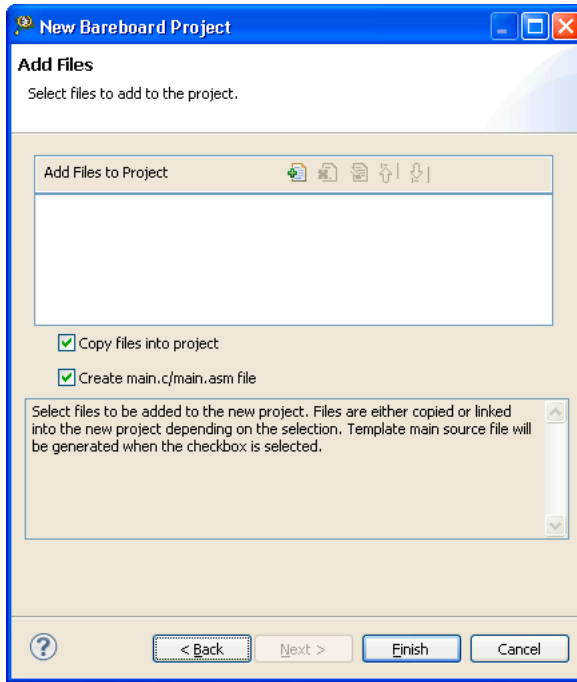 New Bareboard Project
Add Files
Select files to add to the project.
Add Files to Project
Copy files into project
Create main.c/main.asm file
Select files to be added to the new project. Files are either copied or linked
into the new project depending on the selection. Template main source file will
be generated when the checkbox is selected.
< Back Next > Finish Cancel